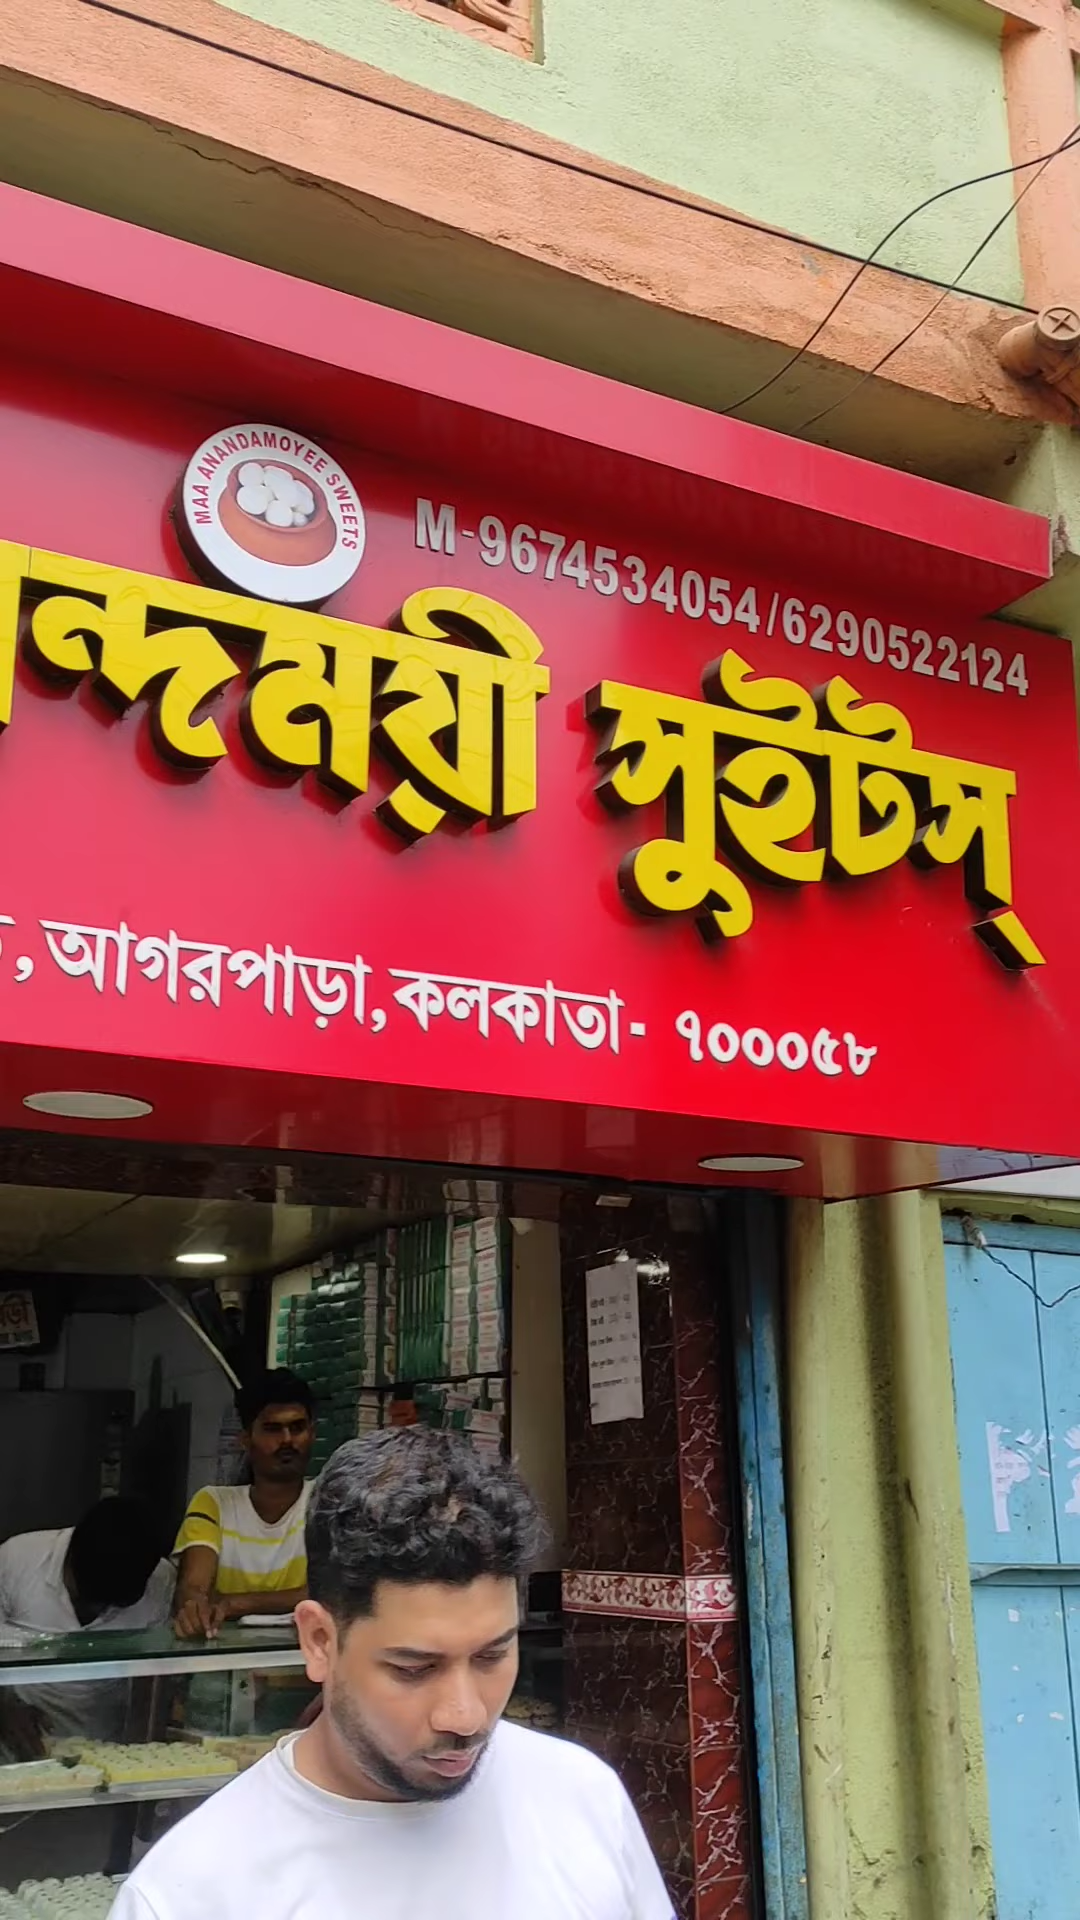 MAA ANANDAMOYEE SWEETS
M-9674534054/6290522124
ন্দময়ী সুইটস্
, আগরপাড়া, কলকাতা- ৭০০০৫৮